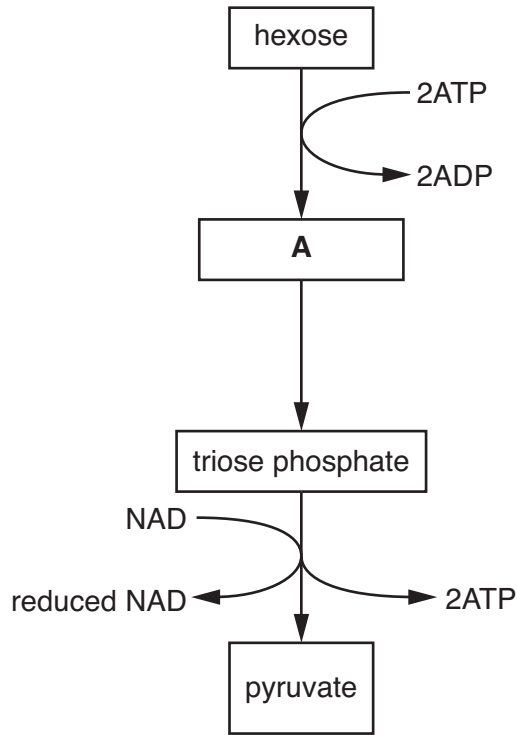 hexose
2ATP
2ADP
A
triose phosphate
NAD
reduced NAD
2ATP
pyruvate